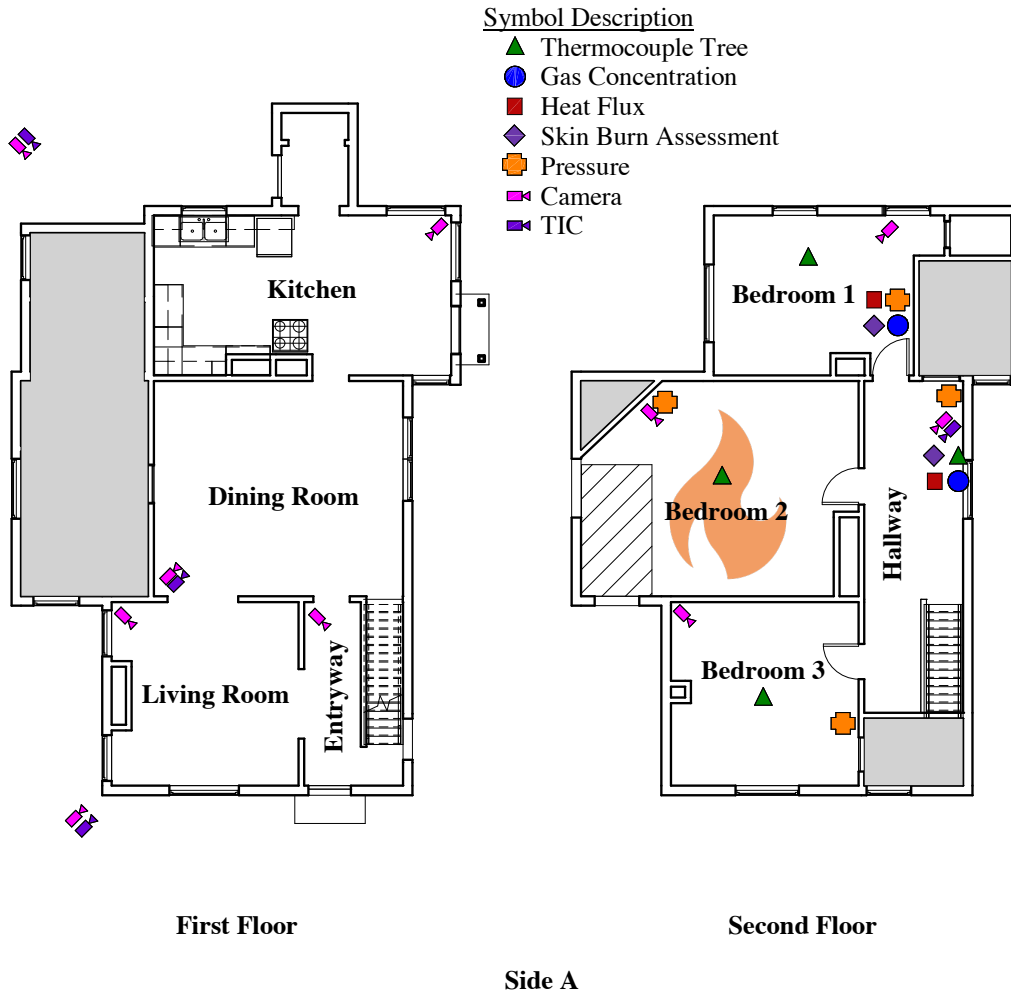 Symbol Description
Thermocouple Tree
Gas Concentration
Heat Flux
Skin Burn Assessment
Pressure
Camera
TIC
Kitchen
Dining Room
Living Room
Entryway
Bedroom 1
Bedroom 2
Hallway
Bedroom 3
First Floor
Second Floor
Side A